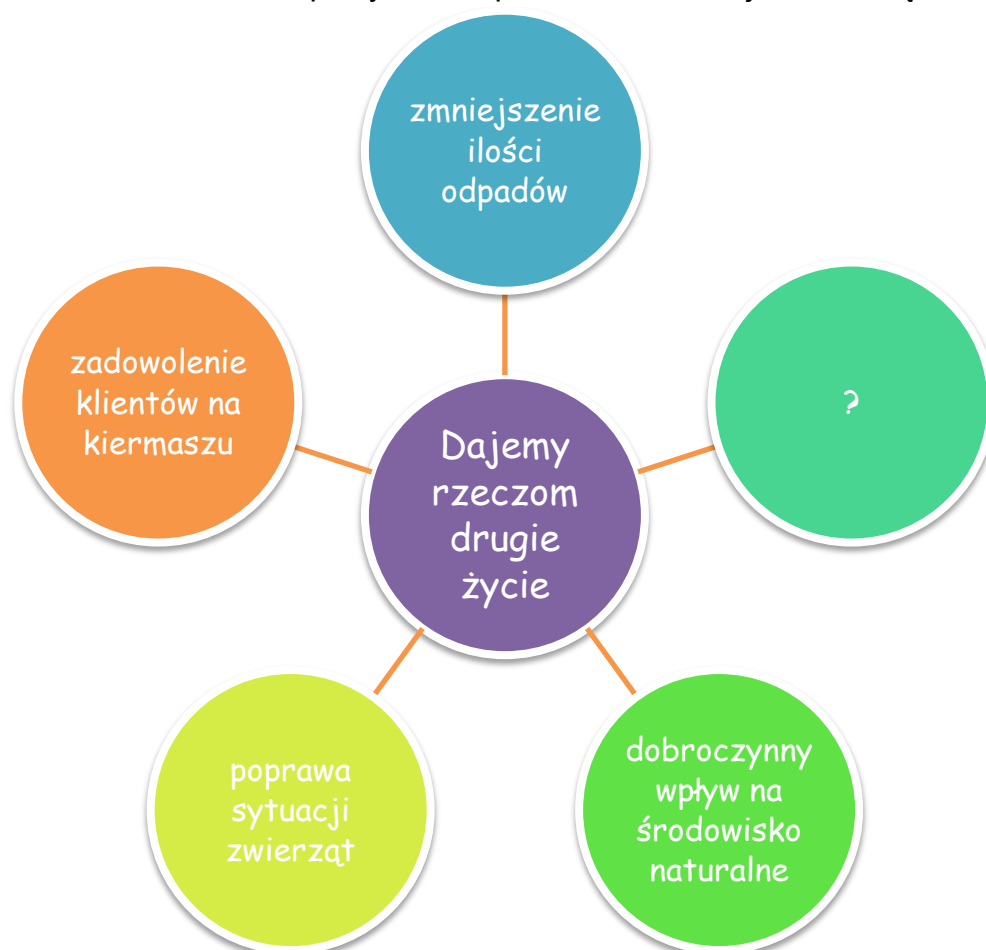 zmniejszenie
ilości
odpadów
?
zadowolenie
klientów na
kiermaszu
Dajemy
rzeczom
drugie
życie
dobroczynny
wpływ na
środowisko
naturalne
poprawa
sytuacji
zwierząt